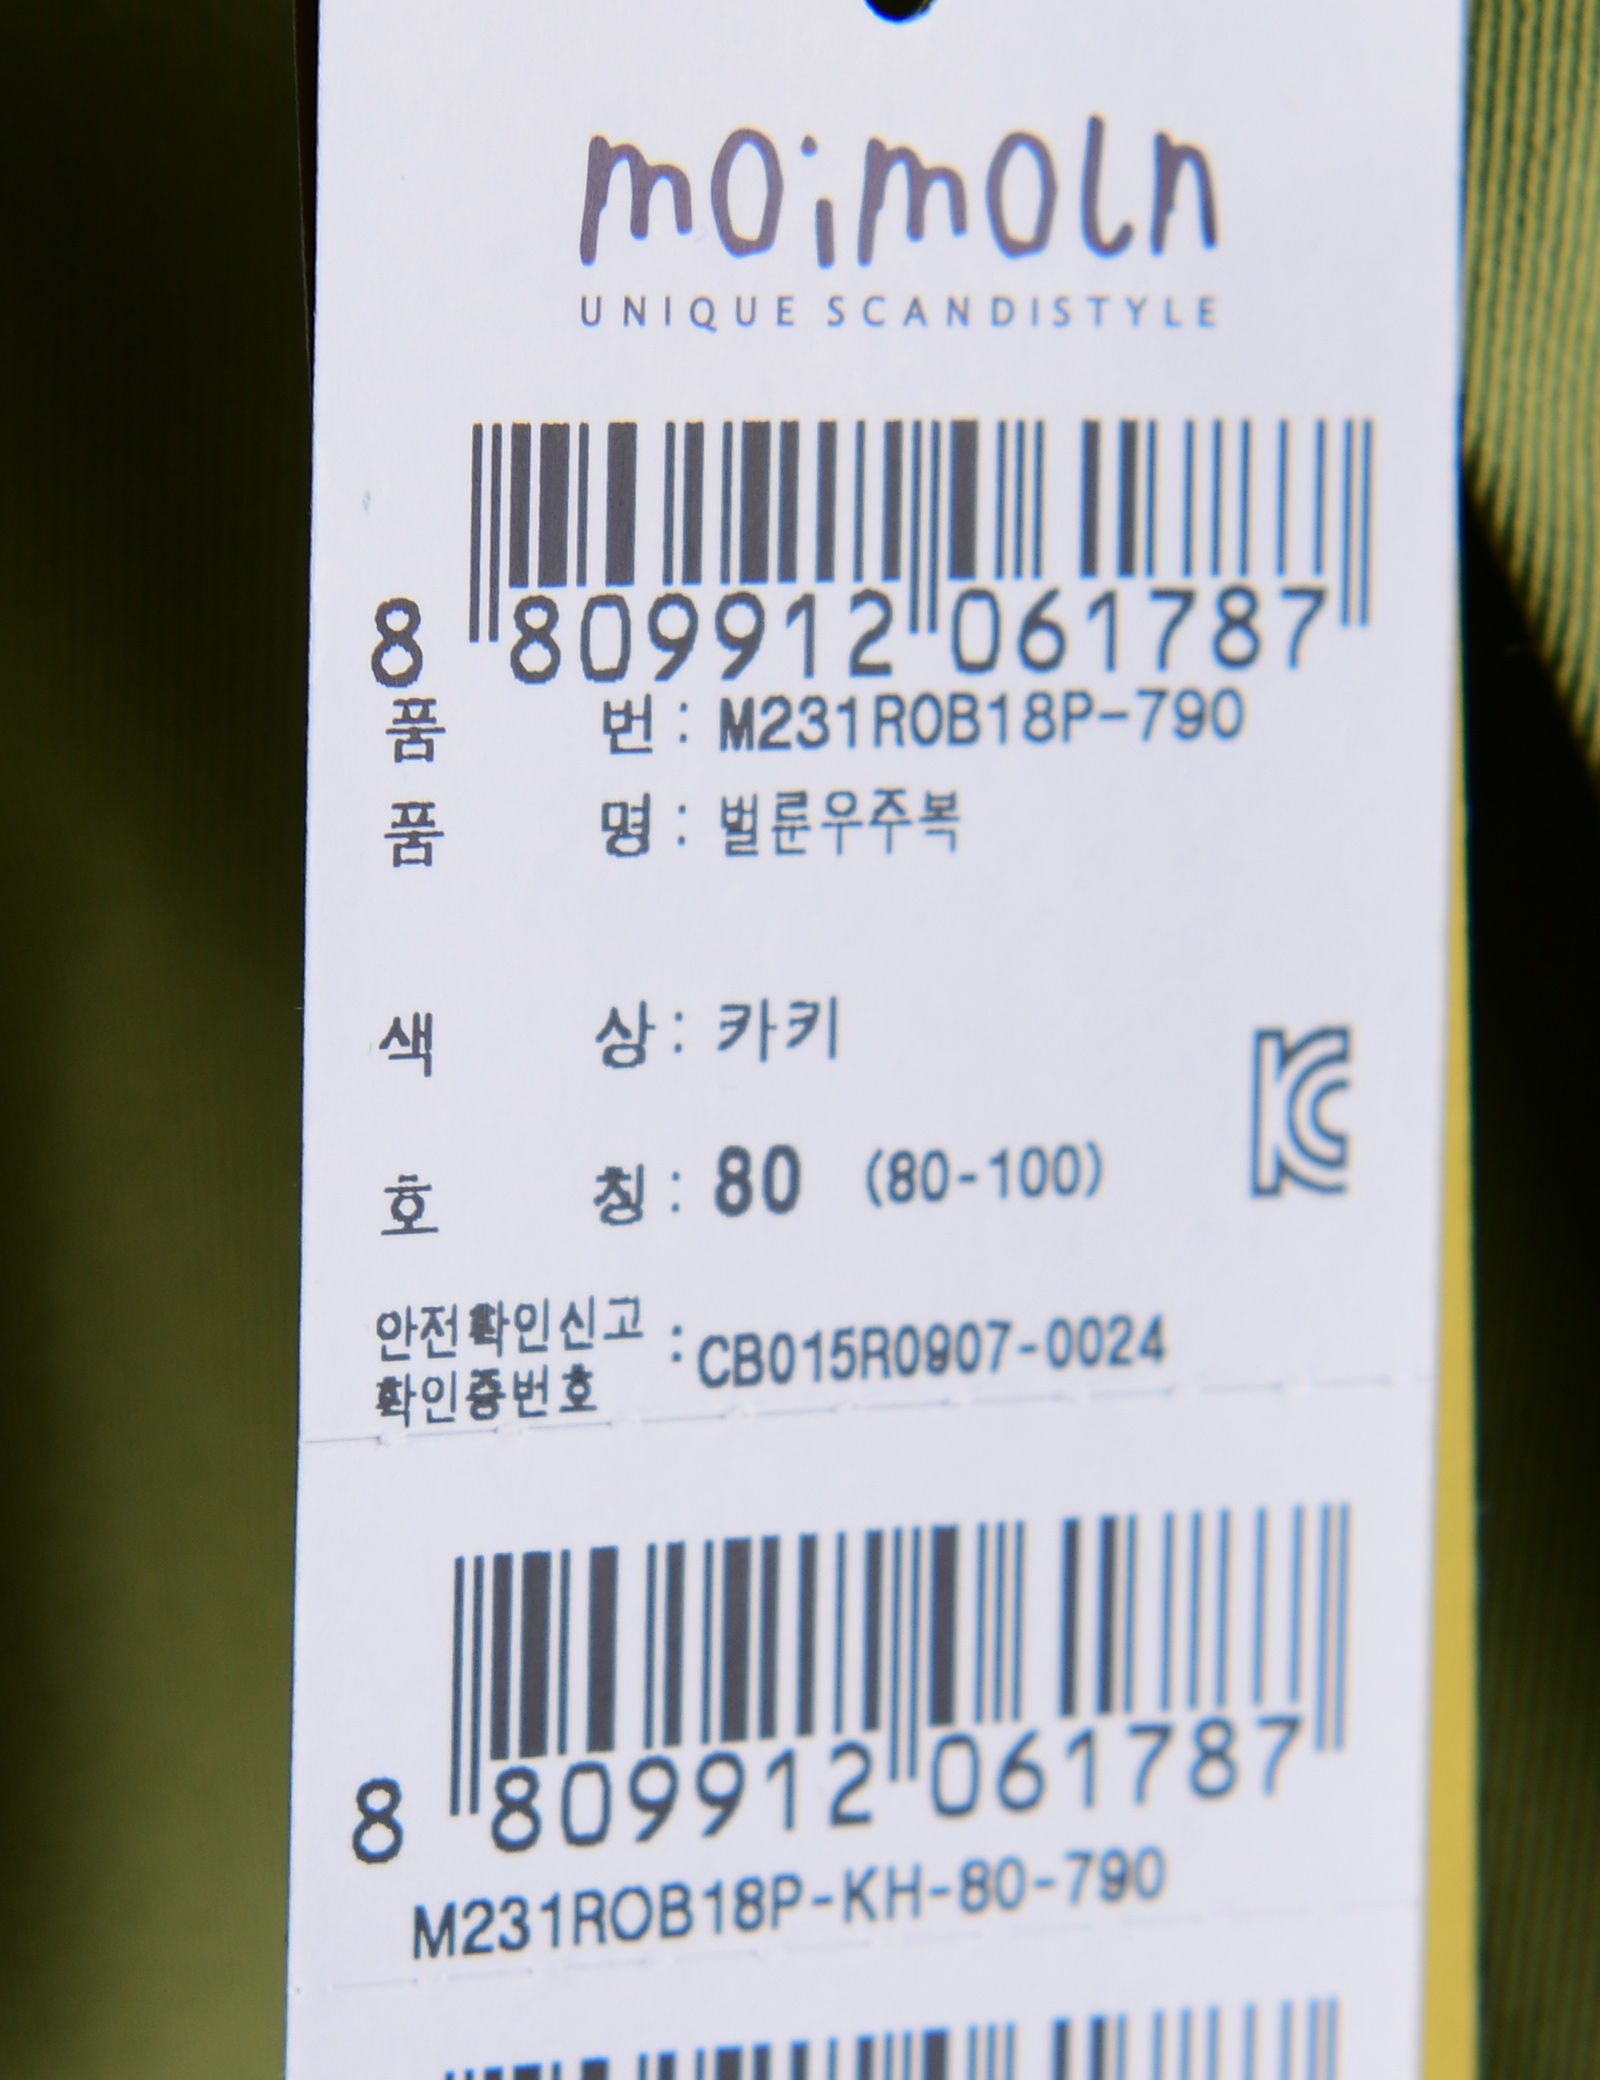 moimoln
UNIQUE SCANDISTYLE
8 809912 061787
품 번 : M231ROB18P-790
품 명 : 벌룬우주복
색 상 : 카키
호 칭 : 80 (80-100)
안전확인신고
확인증번호 : CB015R0907-0024
8 809912 061787
M231ROB18P-KH-80-790